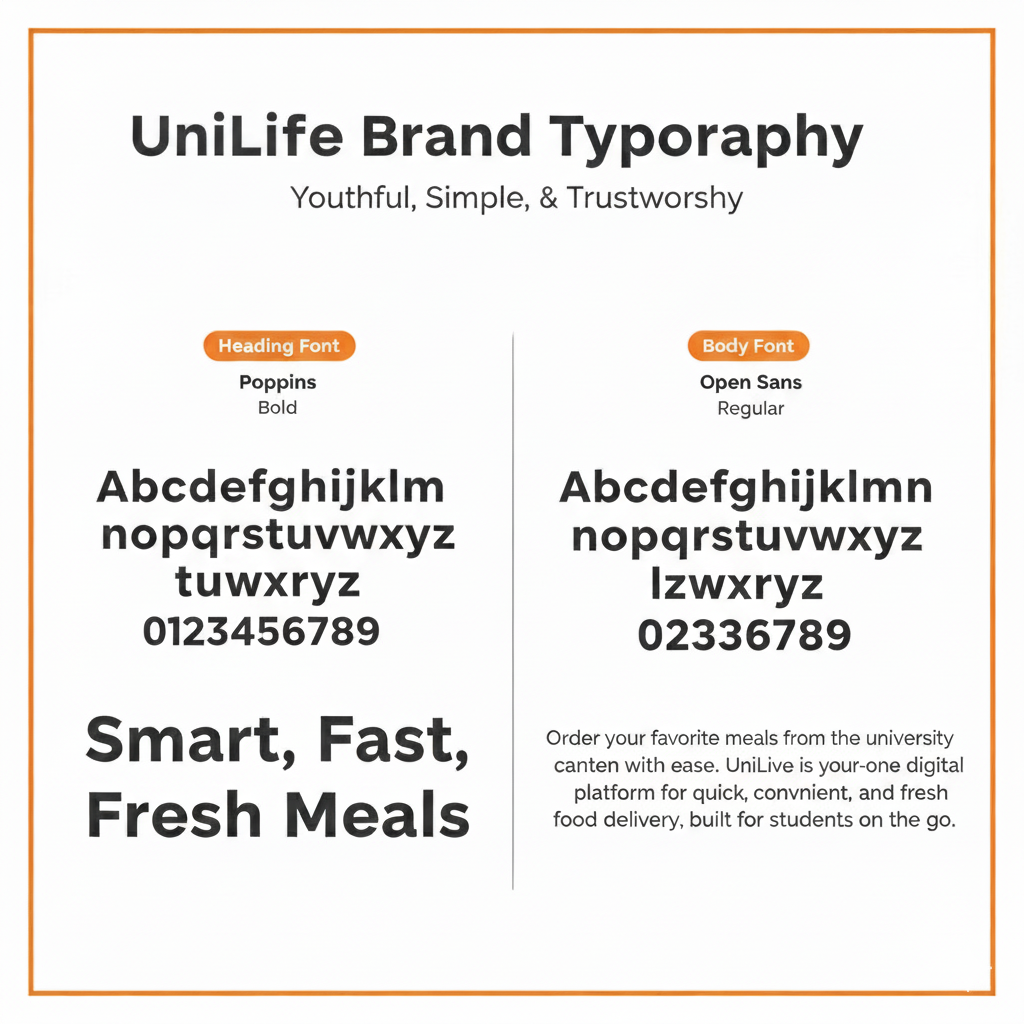 UniLife Brand Typoraphy
Youthful, Simple, & Trustworshy
Heading Font
Poppins
Bold
Abcdefghijklm
nopqrstuvwxyz
tuwxryz
0123456789
Smart, Fast,
Fresh Meals
Body Font
Open Sans
Regular
Abcdefghijklmn
nopqrstuvwxyz
lzwxryz
02336789
Order your favorite meals from the university
canten with ease. UniLive is your-one digital
platform for quick, convnient, and fresh
food delivery, built for students on the go.